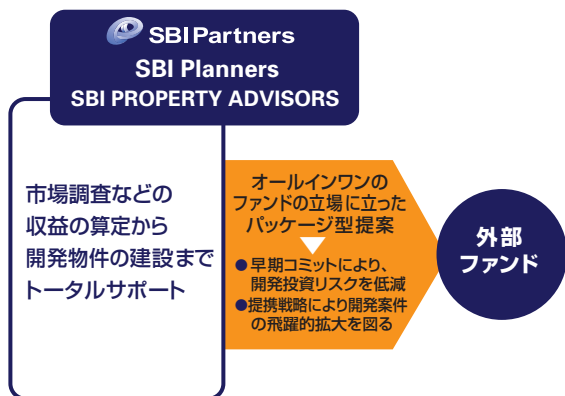 SBI Partners
SBI Planners
SBI PROPERTY ADVISORS
市場調査などの
収益の算定から
開発物件の建設まで
トータルサポート
オールインワンの
ファンドの立場に立った
パッケージ型提案
●早期コミットにより、
開発投資リスクを低減
●提携戦略により開発案件
の飛躍的拡大を図る
外部
ファンド